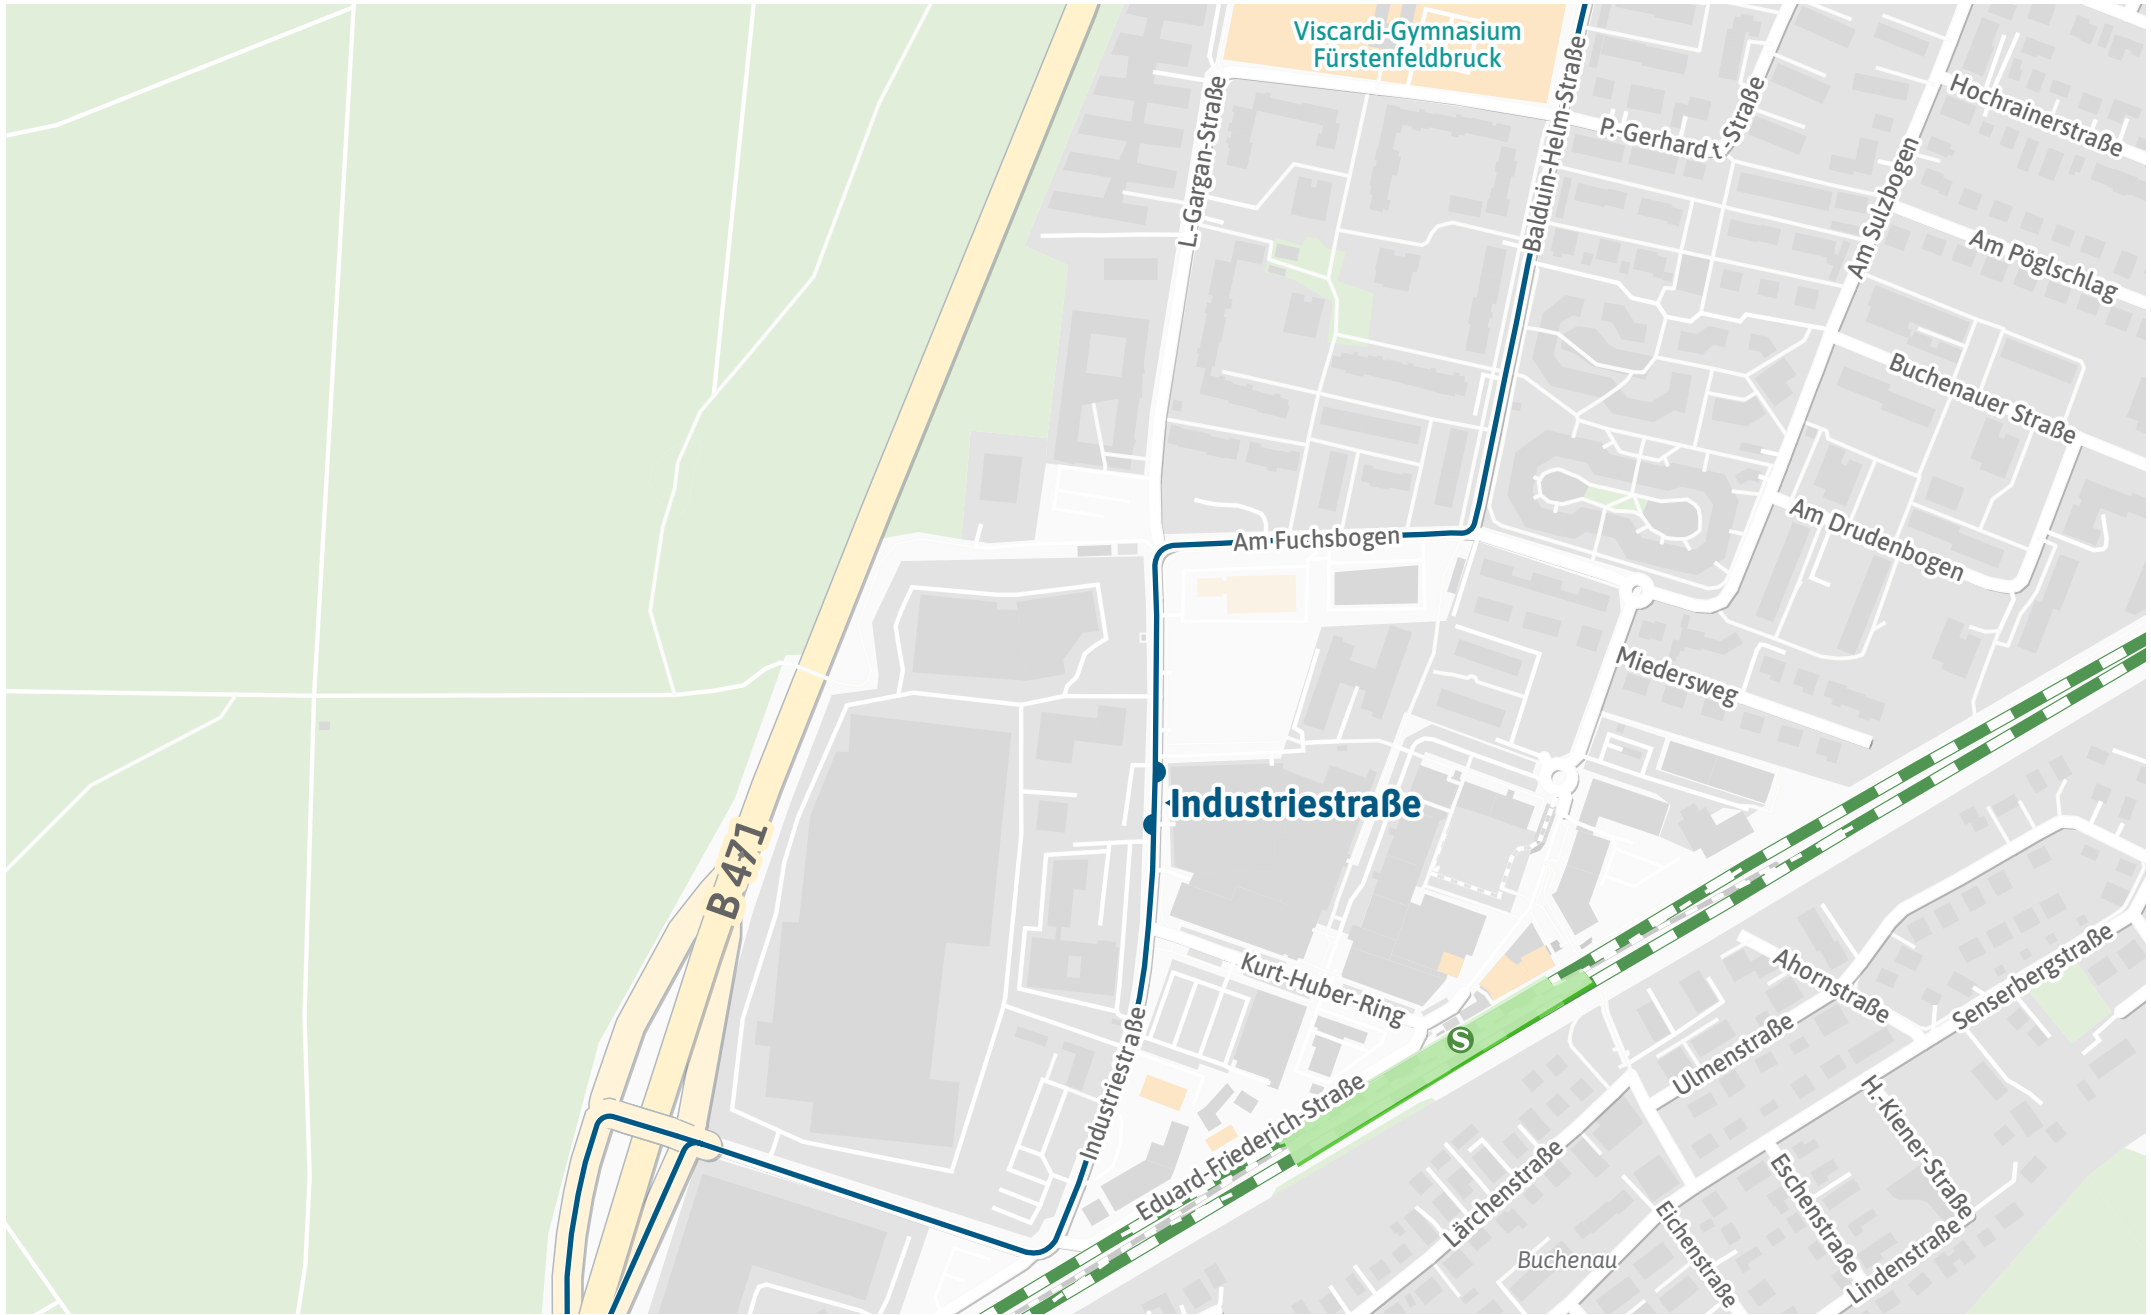 Viscardi-Gymnasium
Fürstenfeldbruck
L.-Gargan-Straße
Balduin-Helm-Straße
P.-Gerhardt-Straße
Hochrainerstraße
Am Sulzbogen
Am Pöglschlag
Buchenauer Straße
Am Fuchsbogen
Am Drudenbogen
Miedersweg
Industriestraße
B 471
Kurt-Huber-Ring
Ahornstraße
Senserbergstraße
Industriestraße
S
Ulmenstraße
Eduard-Friederich-Straße
H.-Kiener-Straße
Lärchenstraße
Eschenstraße
Eichenstraße
Lindenstraße
Buchenau